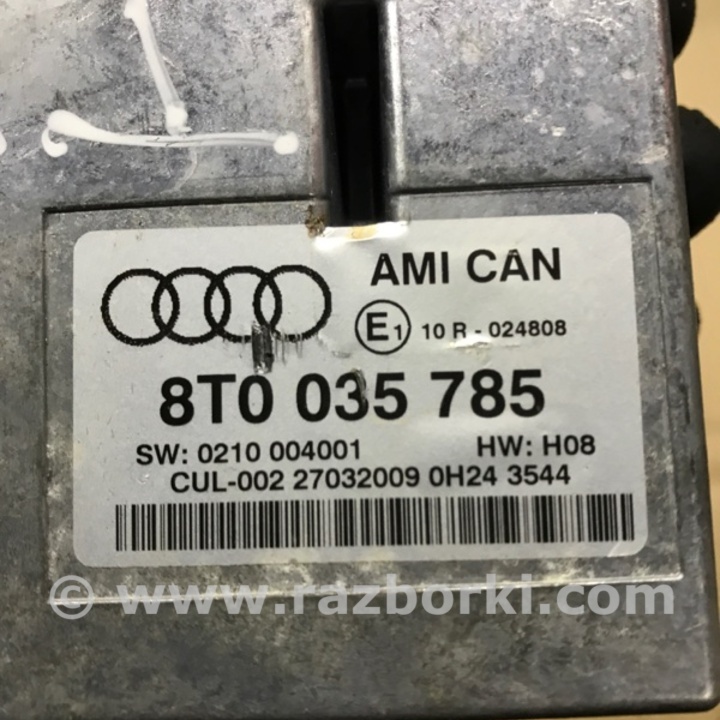 AMI CAN
E1 10 R - 024808
8T0 035 785
SW: 0210 004001 HW: H08
CUL-002 27032009 0H24 3544
© www.razborki.com